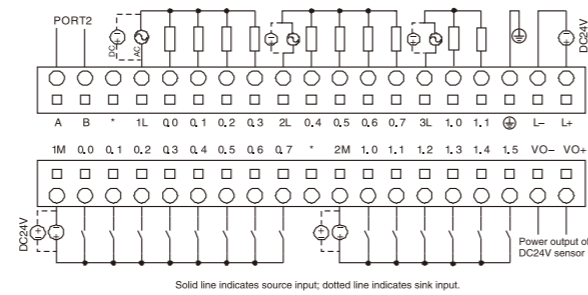 PORT2
DC
AC
DC24V
A B * 1L 0.0 0.1 0.2 0.3 2L 0.4 0.5 0.6 0.7 3L 1.0 1.1 L− L+
1M 0.0 0.1 0.2 0.3 0.4 0.5 0.6 0.7 * 2M 1.0 1.1 1.2 1.3 1.4 1.5 VO− VO+
DC24V
Power output of
DC24V sensor
Solid line indicates source input; dotted line indicates sink input.